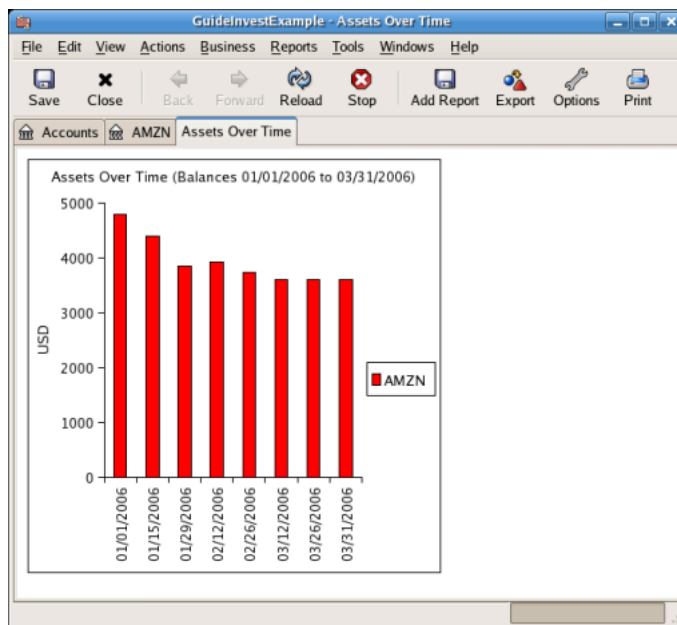 GuideInvestExample - Assets Over Time
File Edit View Actions Business Reports Tools Windows Help
Save Close Back Forward Reload Stop Add Report Export Options Print
Accounts AMZN Assets Over Time
Assets Over Time (Balances 01/01/2006 to 03/31/2006)
5000
4000
3000
2000
1000
0
USD
AMZN
01/01/2006
01/15/2006
01/29/2006
02/12/2006
02/26/2006
03/12/2006
03/26/2006
03/31/2006